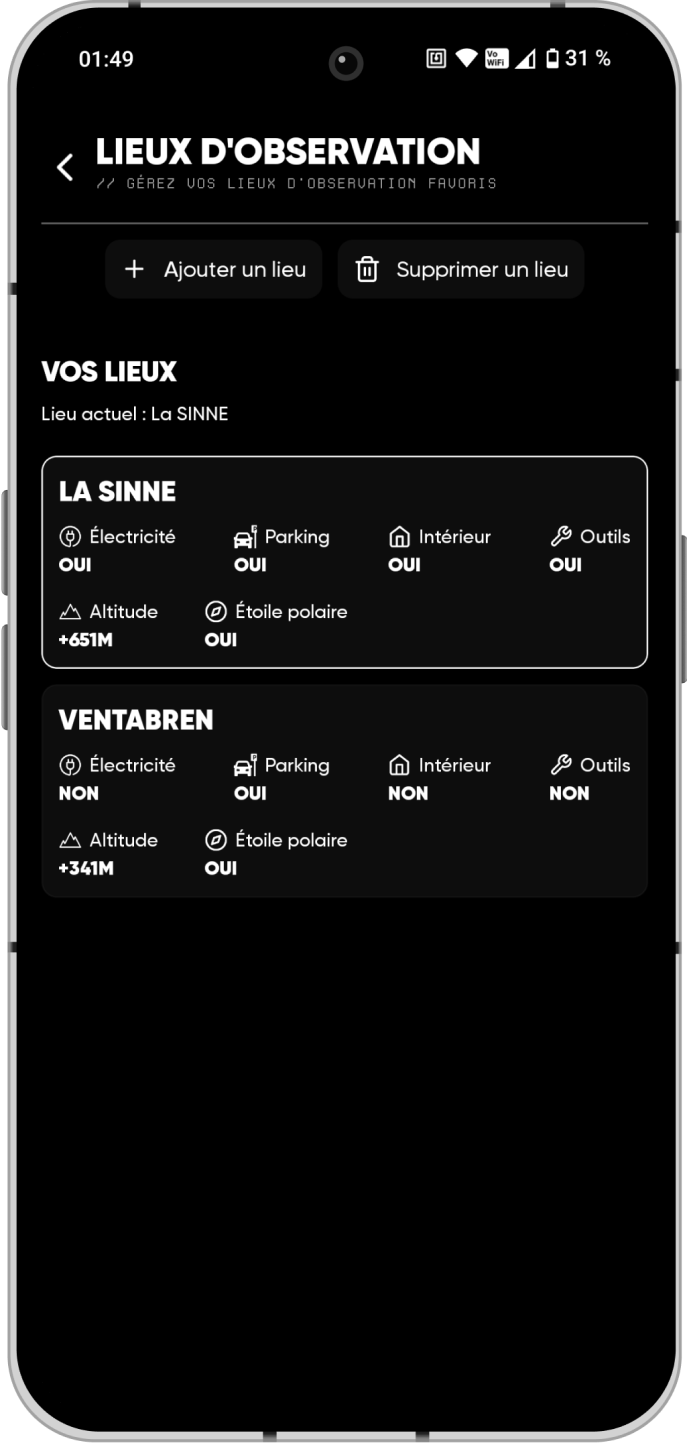 01:49
Vo WiFi
31 %
LIEUX D'OBSERVATION
// GÉREZ VOS LIEUX D'OBSERVATION FAVORIS
Ajouter un lieu
Supprimer un lieu
VOS LIEUX
Lieu actuel : La SINNE
LA SINNE
Électricité Parking Intérieur Outils
OUI OUI OUI OUI
Altitude Étoile polaire
+651M OUI
VENTABREN
Électricité Parking Intérieur Outils
NON OUI NON NON
Altitude Étoile polaire
+341M OUI